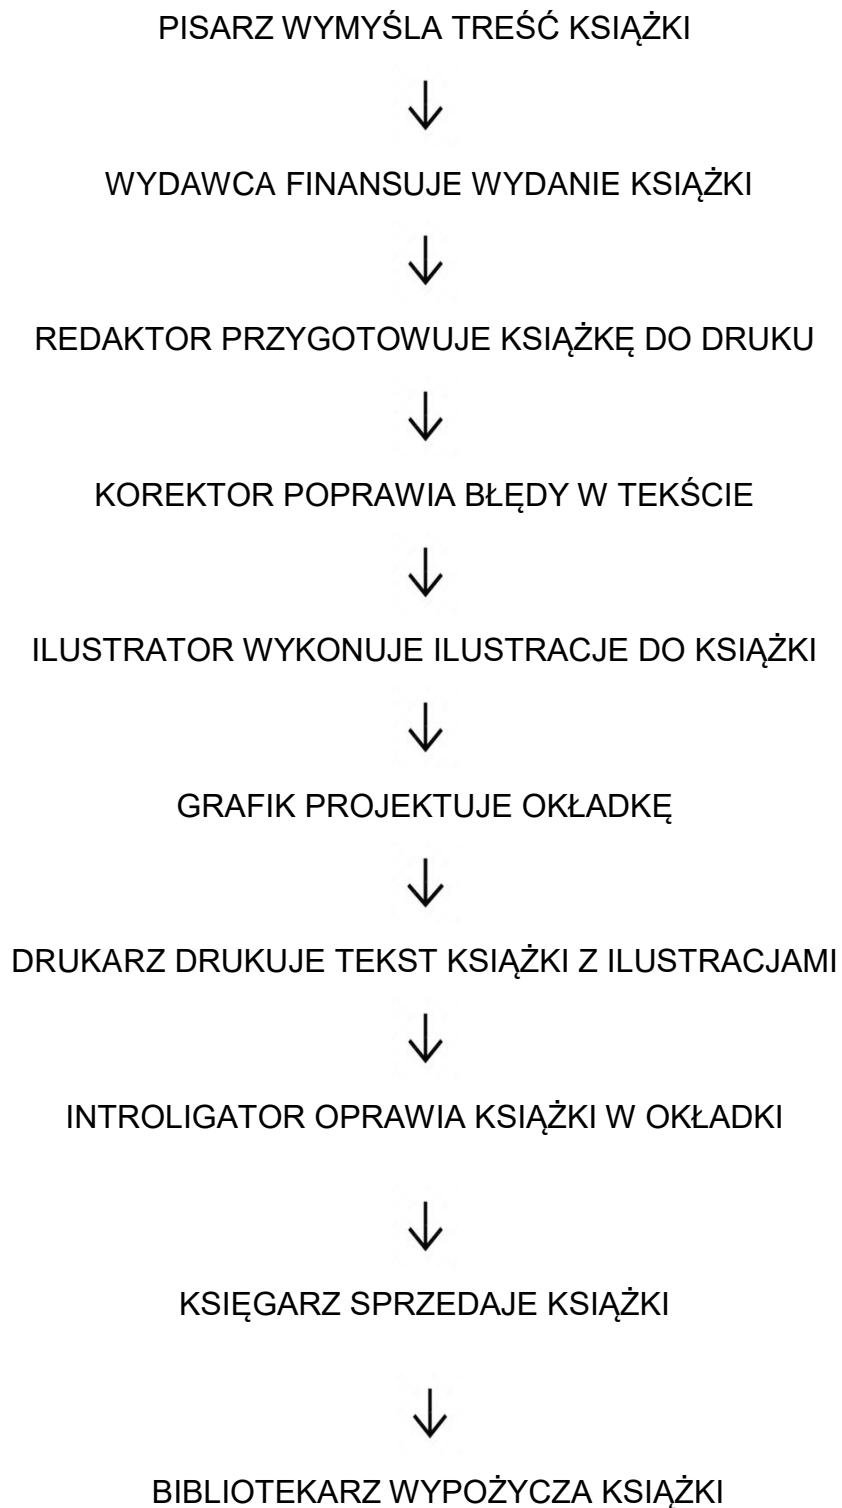 PISARZ WYMYŚLA TREŚĆ KSIĄŻKI
WYDAWCA FINANSUJE WYDANIE KSIĄŻKI
REDAKTOR PRZYGOTOWUJE KSIĄŻKĘ DO DRUKU
KOREKTOR POPRAWIA BŁĘDY W TEKŚCIE
ILUSTRATOR WYKONUJE ILUSTRACJE DO KSIĄŻKI
GRAFIK PROJEKTUJE OKŁADKĘ
DRUKARZ DRUKUJE TEKST KSIĄŻKI Z ILUSTRACJAMI
INTROLIGATOR OPRAWIA KSIĄŻKI W OKŁADKI
KSIĘGARZ SPRZEDAJE KSIĄŻKI
BIBLIOTEKARZ WYPOŻYCZA KSIĄŻKI